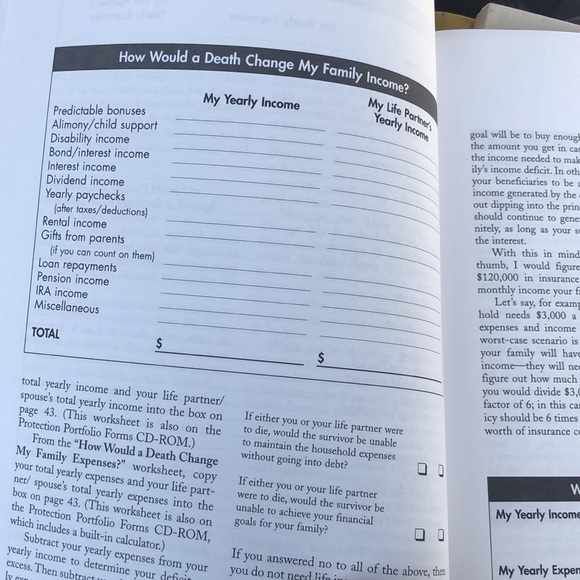 How Would a Death Change My Family Income?
My Yearly Income
My Life Partner's
Yearly Income
Predictable bonuses
Alimony/child support
Disability income
Bond/interest income
Interest income
Dividend income
Yearly paychecks
(after taxes/deductions)
Rental income
Gifts from parents
(if you can count on them)
Loan repayments
Pension income
IRA income
Miscellaneous
TOTAL
$
$
total yearly income and your life partner/
spouse's total yearly income into the box on
page 43. (This worksheet is also on the
Protection Portfolio Forms CD-ROM.)
From the "How Would a Death Change
My Family Expenses?" worksheet, copy
your total yearly expenses and your life part-
ner/ spouse's total yearly expenses into the
box on page 43. (This worksheet is also on
the Protection Portfolio Forms CD-ROM,
which includes a built-in calculator.)
Subtract your yearly expenses from your
yearly income to determine your
excess. Then subtract
If either you or your life partner were
to die, would the survivor be unable
to maintain the household expenses
without going into debt?
If either you or your life partner
were to die, would the survivor be
unable to achieve your financial
goals for your family?
If you answered no to all of the above, then
you do not need
goal will be to buy enough
the amount you get in
the income needed to
ily's income deficit. In
your beneficiaries to be
income generated by the
out dipping into the
should continue to
nitely, as long as your
the interest.
With this in mind
thumb, I would figure
$120,000 in insurance
monthly income your
Let's say, for
hold needs $3,000 a
expenses and income
worst-case scenario is
your family will have
income—they will
figure out how much
you would divide
factor of 6; in this
icy should be 6 times
worth of insurance
My Yearly Income
My Yearly